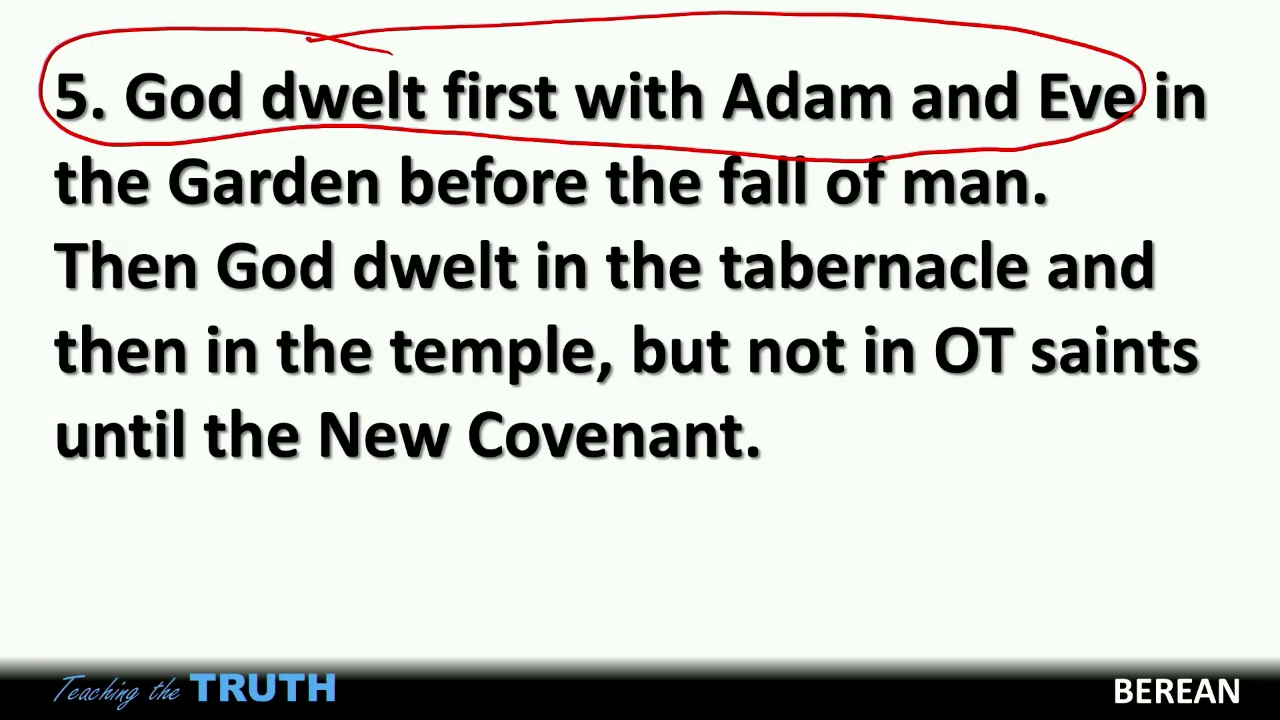 5. God dwelt first with Adam and Eve in
the Garden before the fall of man.
Then God dwelt in the tabernacle and
then in the temple, but not in OT saints
until the New Covenant.
Teaching the TRUTH
BEREAN